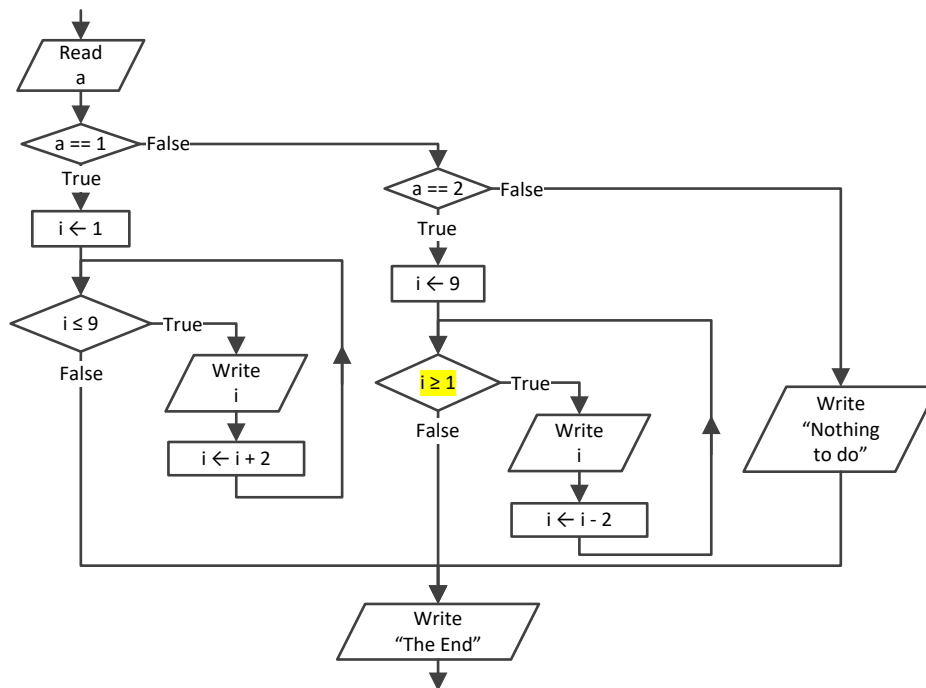 Read
a
a == 1
False
True
a == 2
False
True
i ← 1
i ← 9
i ≤ 9
True
False
Write
i
i ← i + 2
i ≥ 1
True
False
Write
i
i ← i - 2
Write
“Nothing
to do”
Write
“The End”